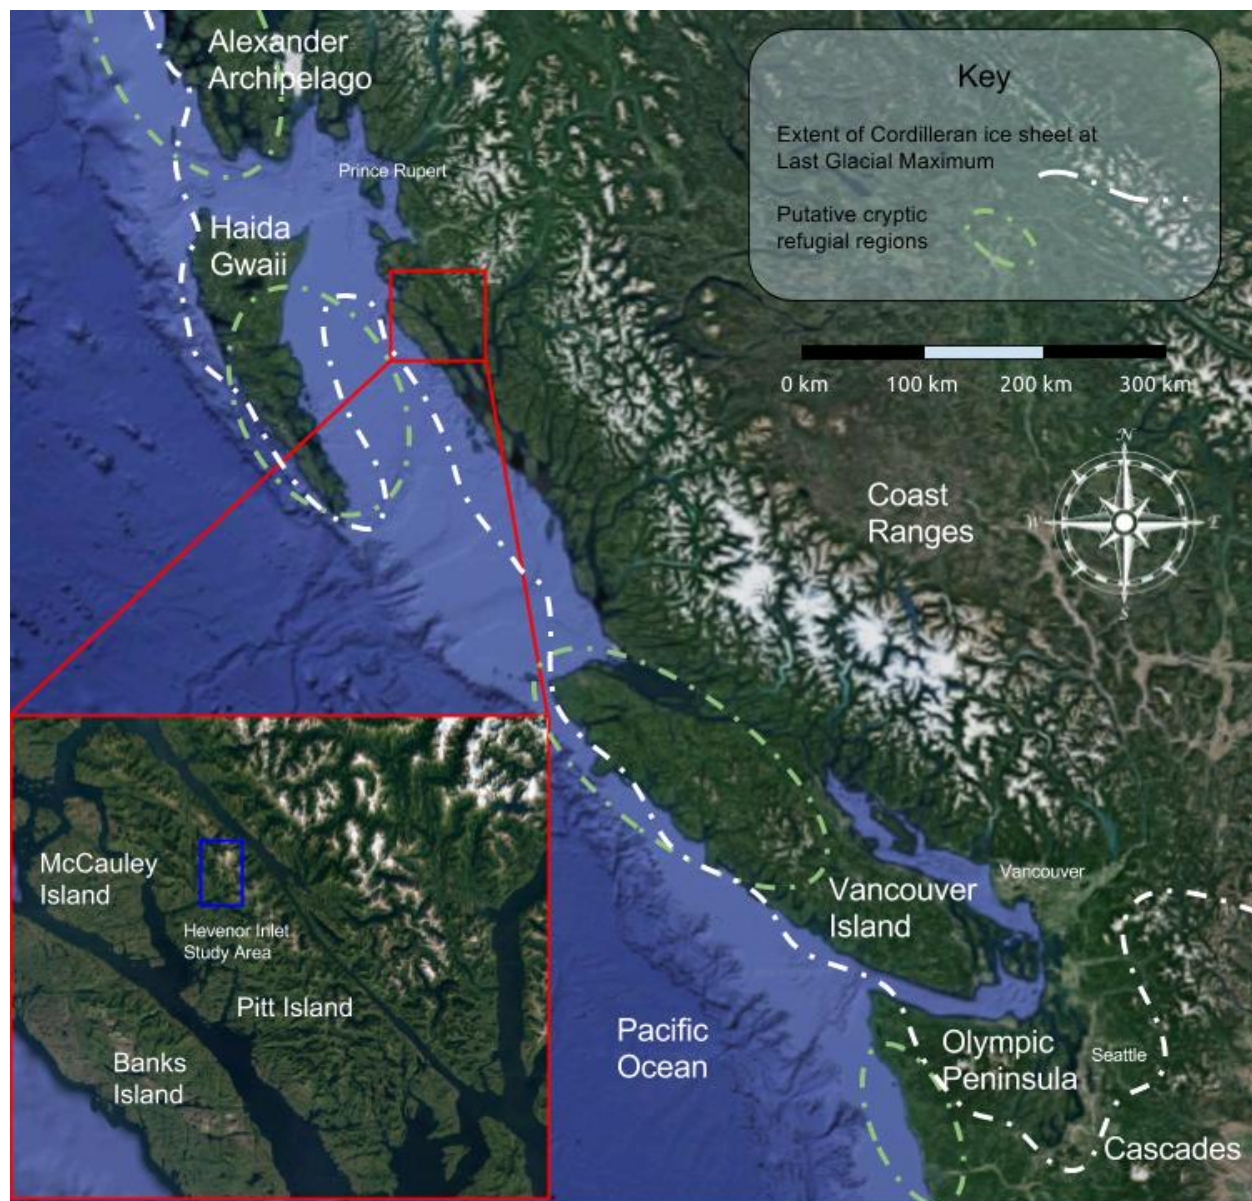 Alexander
Archipelago
Key
Extent of Cordilleran ice sheet at
Last Glacial Maximum
Putative cryptic
refugial regions
Prince Rupert
Haida
Gwaii
0 km
100 km
200 km
300 km
N
W
E
S
Coast
Ranges
McCauley
Island
Hevenor Inlet
Study Area
Pitt Island
Banks
Island
Vancouver
Vancouver
Island
Pacific
Ocean
Olympic
Peninsula
Seattle
Cascades